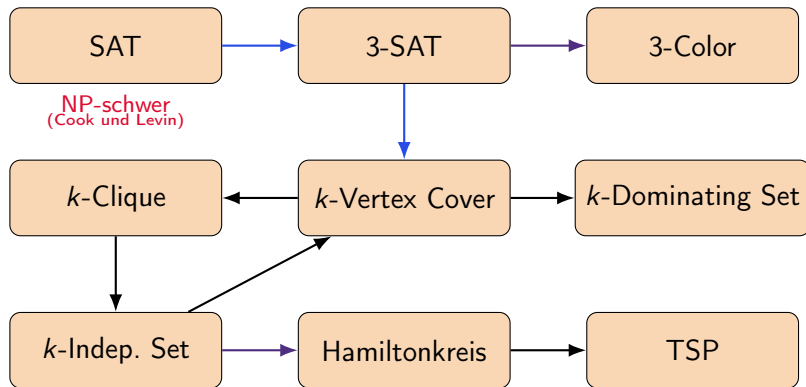 SAT
3-SAT
3-Color
NP-schwer
(Cook und Levin)
k-Clique
k-Vertex Cover
k-Dominating Set
k-Indep. Set
Hamiltonkreis
TSP